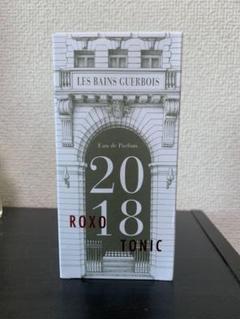 LES BAINS GUERBOIS
Eau de Parfum
20
18
ROXO
TONIC